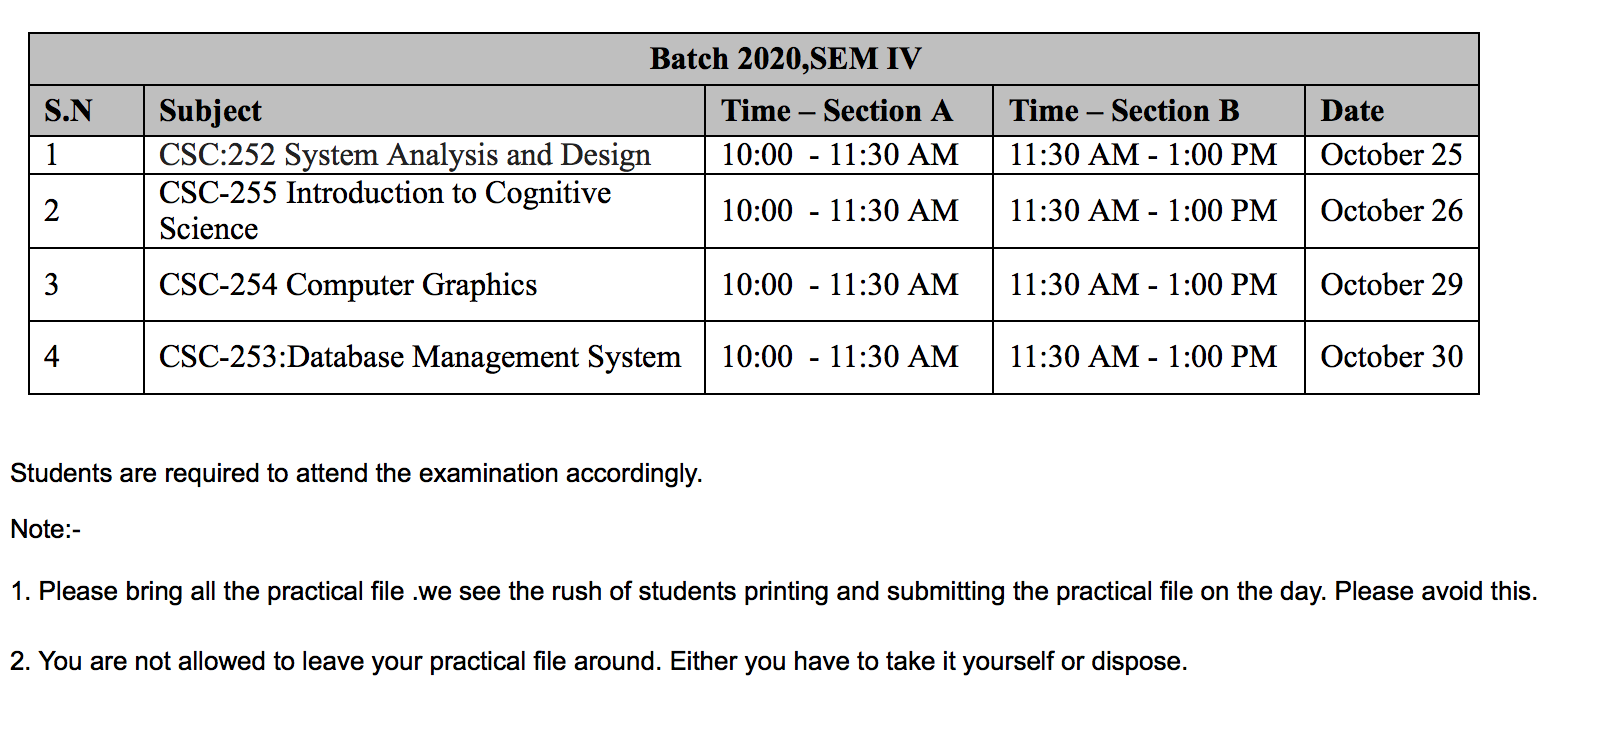 Batch 2020,SEM IV
S.N Subject Time – Section A Time – Section B Date
1 CSC:252 System Analysis and Design 10:00 - 11:30 AM 11:30 AM - 1:00 PM October 25
2 CSC-255 Introduction to Cognitive Science 10:00 - 11:30 AM 11:30 AM - 1:00 PM October 26
3 CSC-254 Computer Graphics 10:00 - 11:30 AM 11:30 AM - 1:00 PM October 29
4 CSC-253:Database Management System 10:00 - 11:30 AM 11:30 AM - 1:00 PM October 30
Students are required to attend the examination accordingly.
Note:-
1. Please bring all the practical file .we see the rush of students printing and submitting the practical file on the day. Please avoid this.
2. You are not allowed to leave your practical file around. Either you have to take it yourself or dispose.